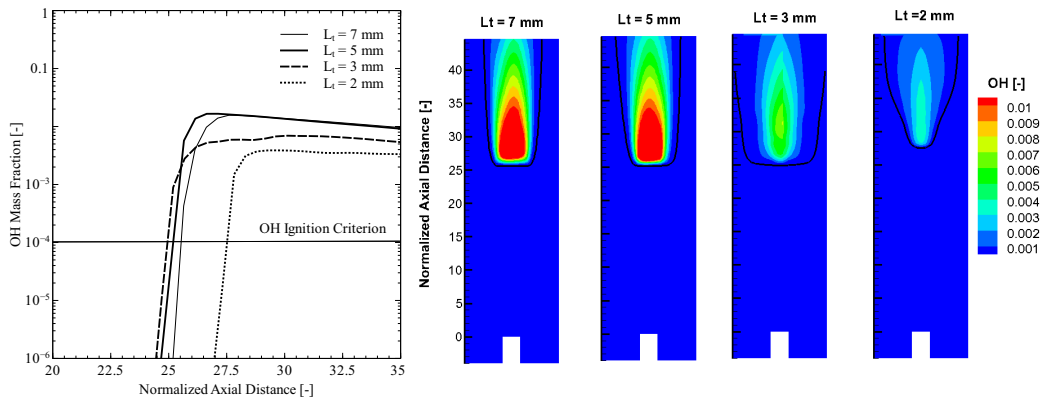 1
0.1
10⁻²
10⁻³
10⁻⁴
10⁻⁵
10⁻⁶
OH Mass Fraction [-]
Lₜ = 7 mm
Lₜ = 5 mm
Lₜ = 3 mm
Lₜ = 2 mm
OH Ignition Criterion
20 22.5 25 27.5 30 32.5 35
Normalized Axial Distance [-]
Lt = 7 mm Lt = 5 mm Lt = 3 mm Lt =2 mm
Normalized Axial Distance [-]
40
35
30
25
20
15
10
5
0
OH [-]
0.01
0.009
0.008
0.007
0.006
0.005
0.004
0.003
0.002
0.001